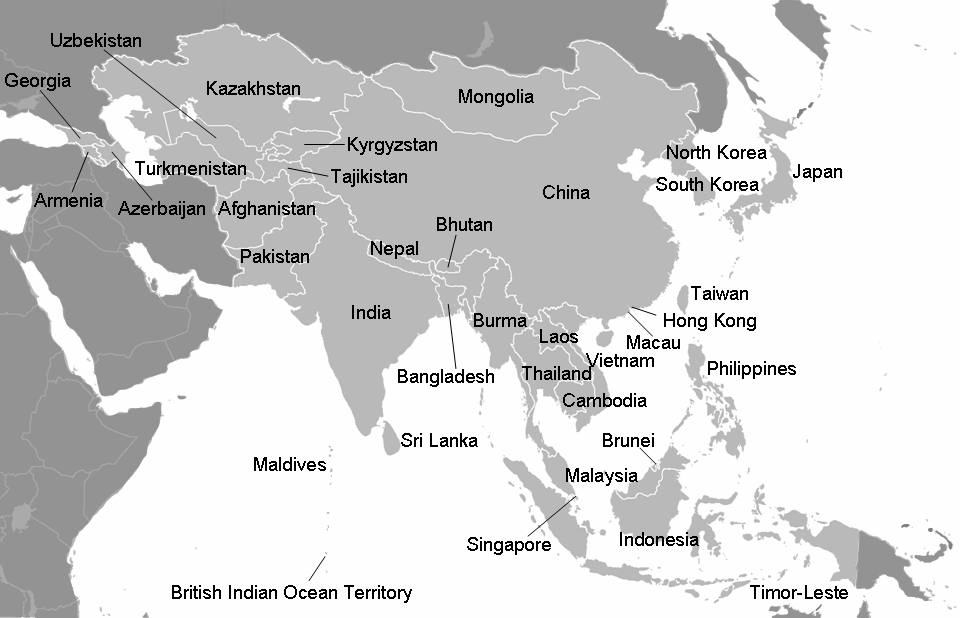 Uzbekistan
Georgia
Kazakhstan
Mongolia
Kyrgyzstan
North Korea
Turkmenistan
Tajikistan
Japan
South Korea
China
Armenia
Azerbaijan
Afghanistan
Bhutan
Nepal
Pakistan
Taiwan
India
Burma
Hong Kong
Laos
Macau
Vietnam
Philippines
Thailand
Bangladesh
Cambodia
Sri Lanka
Brunei
Maldives
Malaysia
Singapore
Indonesia
British Indian Ocean Territory
Timor-Leste